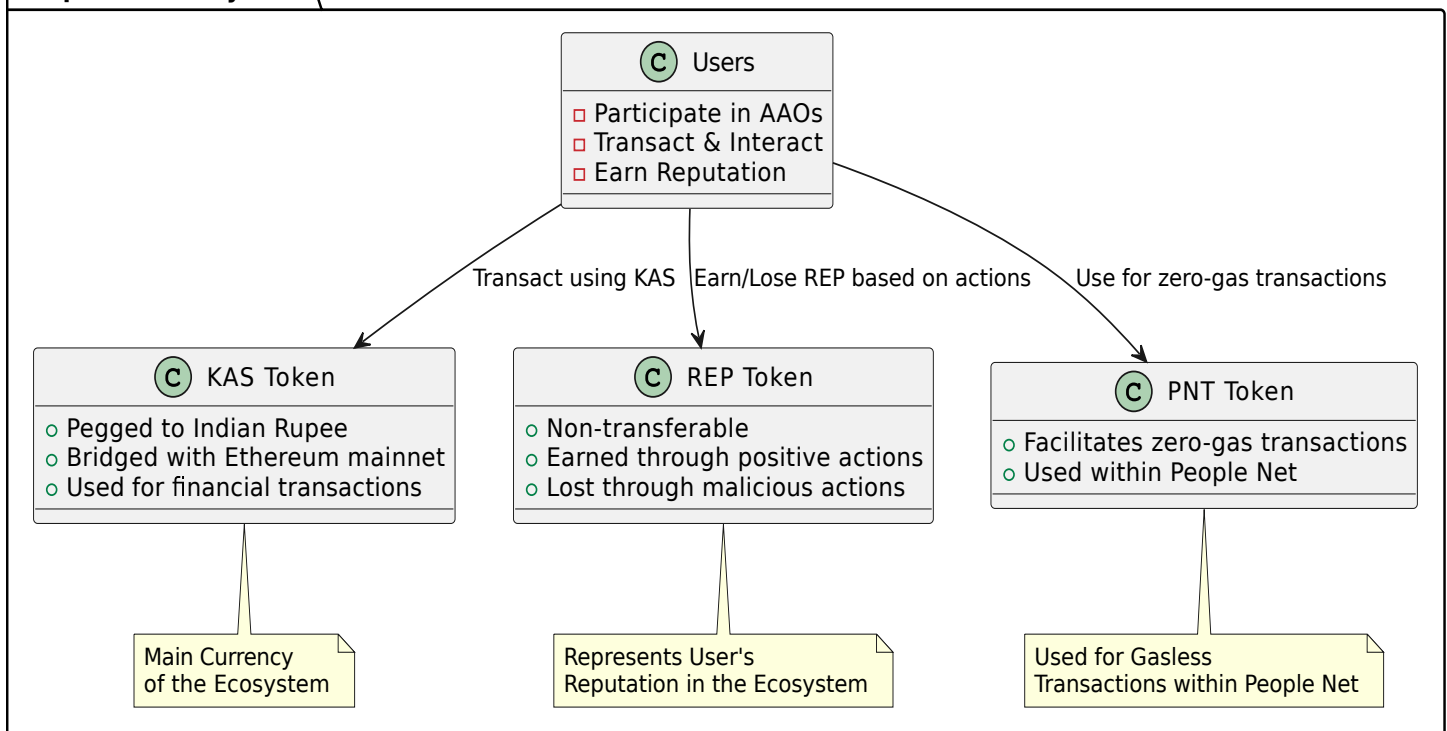 C Users
Participate in AAOs
Transact & Interact
Earn Reputation
Transact using KAS
Earn/Lose REP based on actions
Use for zero-gas transactions
C KAS Token
Pegged to Indian Rupee
Bridged with Ethereum mainnet
Used for financial transactions
C REP Token
Non-transferable
Earned through positive actions
Lost through malicious actions
C PNT Token
Facilitates zero-gas transactions
Used within People Net
Main Currency
of the Ecosystem
Represents User's
Reputation in the Ecosystem
Used for Gasless
Transactions within People Net